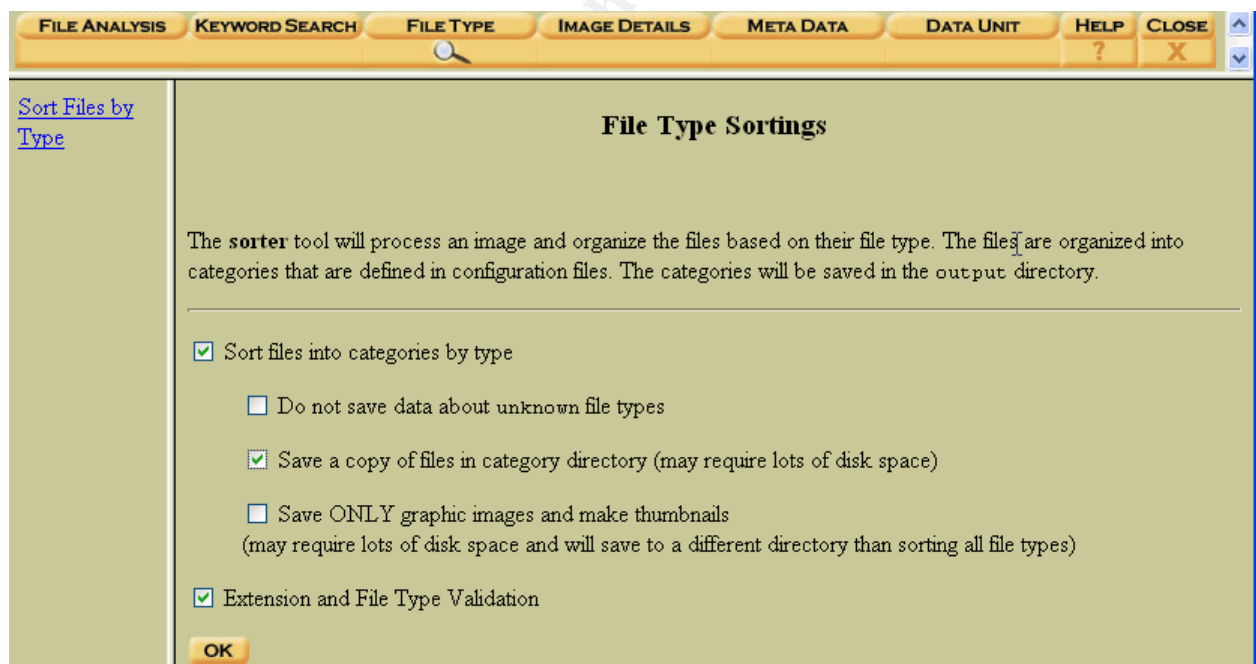 FILE ANALYSIS KEYWORD SEARCH FILE TYPE IMAGE DETAILS META DATA DATA UNIT HELP CLOSE
? X
Sort Files by
Type
File Type Sortings
The sorter tool will process an image and organize the files based on their file type. The files are organized into
categories that are defined in configuration files. The categories will be saved in the output directory.
Sort files into categories by type
Do not save data about unknown file types
Save a copy of files in category directory (may require lots of disk space)
Save ONLY graphic images and make thumbnails
(may require lots of disk space and will save to a different directory than sorting all file types)
Extension and File Type Validation
OK